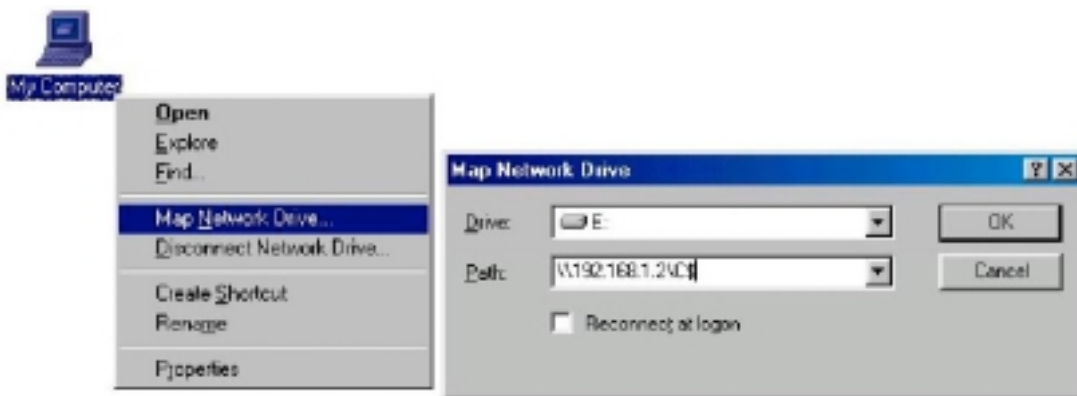 My Computer
Open
Explore
Find...
Map Network Drive...
Disconnect Network Drive...
Create Shortcut
Rename
Properties
Map Network Drive
Drive:
E:
OK
Path:
\\192.168.1.2\C$
Cancel
Reconnect at logon